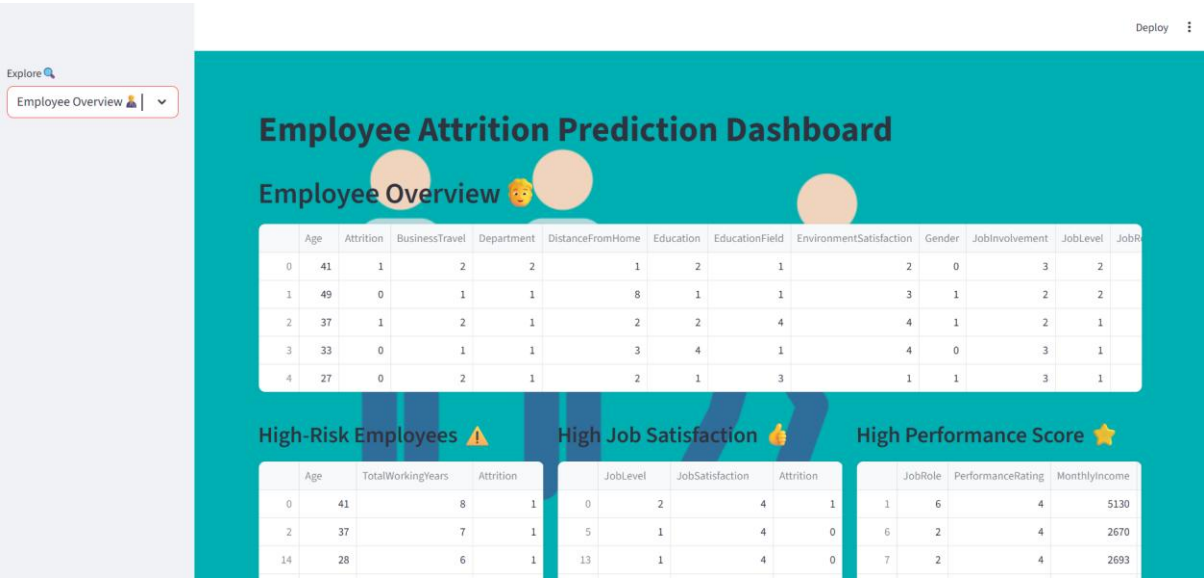 Deploy
Explore
Employee Overview
Employee Attrition Prediction Dashboard
Employee Overview
Age Attrition BusinessTravel Department DistanceFromHome Education EducationField EnvironmentSatisfaction Gender JobInvolvement JobLevel
0 41 1 2 2 1 2 1 2 0 3 2
1 49 0 1 1 8 1 1 3 1 2 2
2 37 1 2 1 2 2 4 4 1 2 1
3 33 0 1 1 3 4 1 4 0 3 1
4 27 0 2 1 2 1 3 1 1 3 1
High-Risk Employees
Age TotalWorkingYears Attrition
0 41 8 1
2 37 7 1
14 28 6 1
High Job Satisfaction
JobLevel JobSatisfaction Attrition
0 2 4 1
5 1 4 0
13 1 4 0
High Performance Score
JobRole PerformanceRating MonthlyIncome
1 6 4 5130
6 2 4 2670
7 2 4 2693